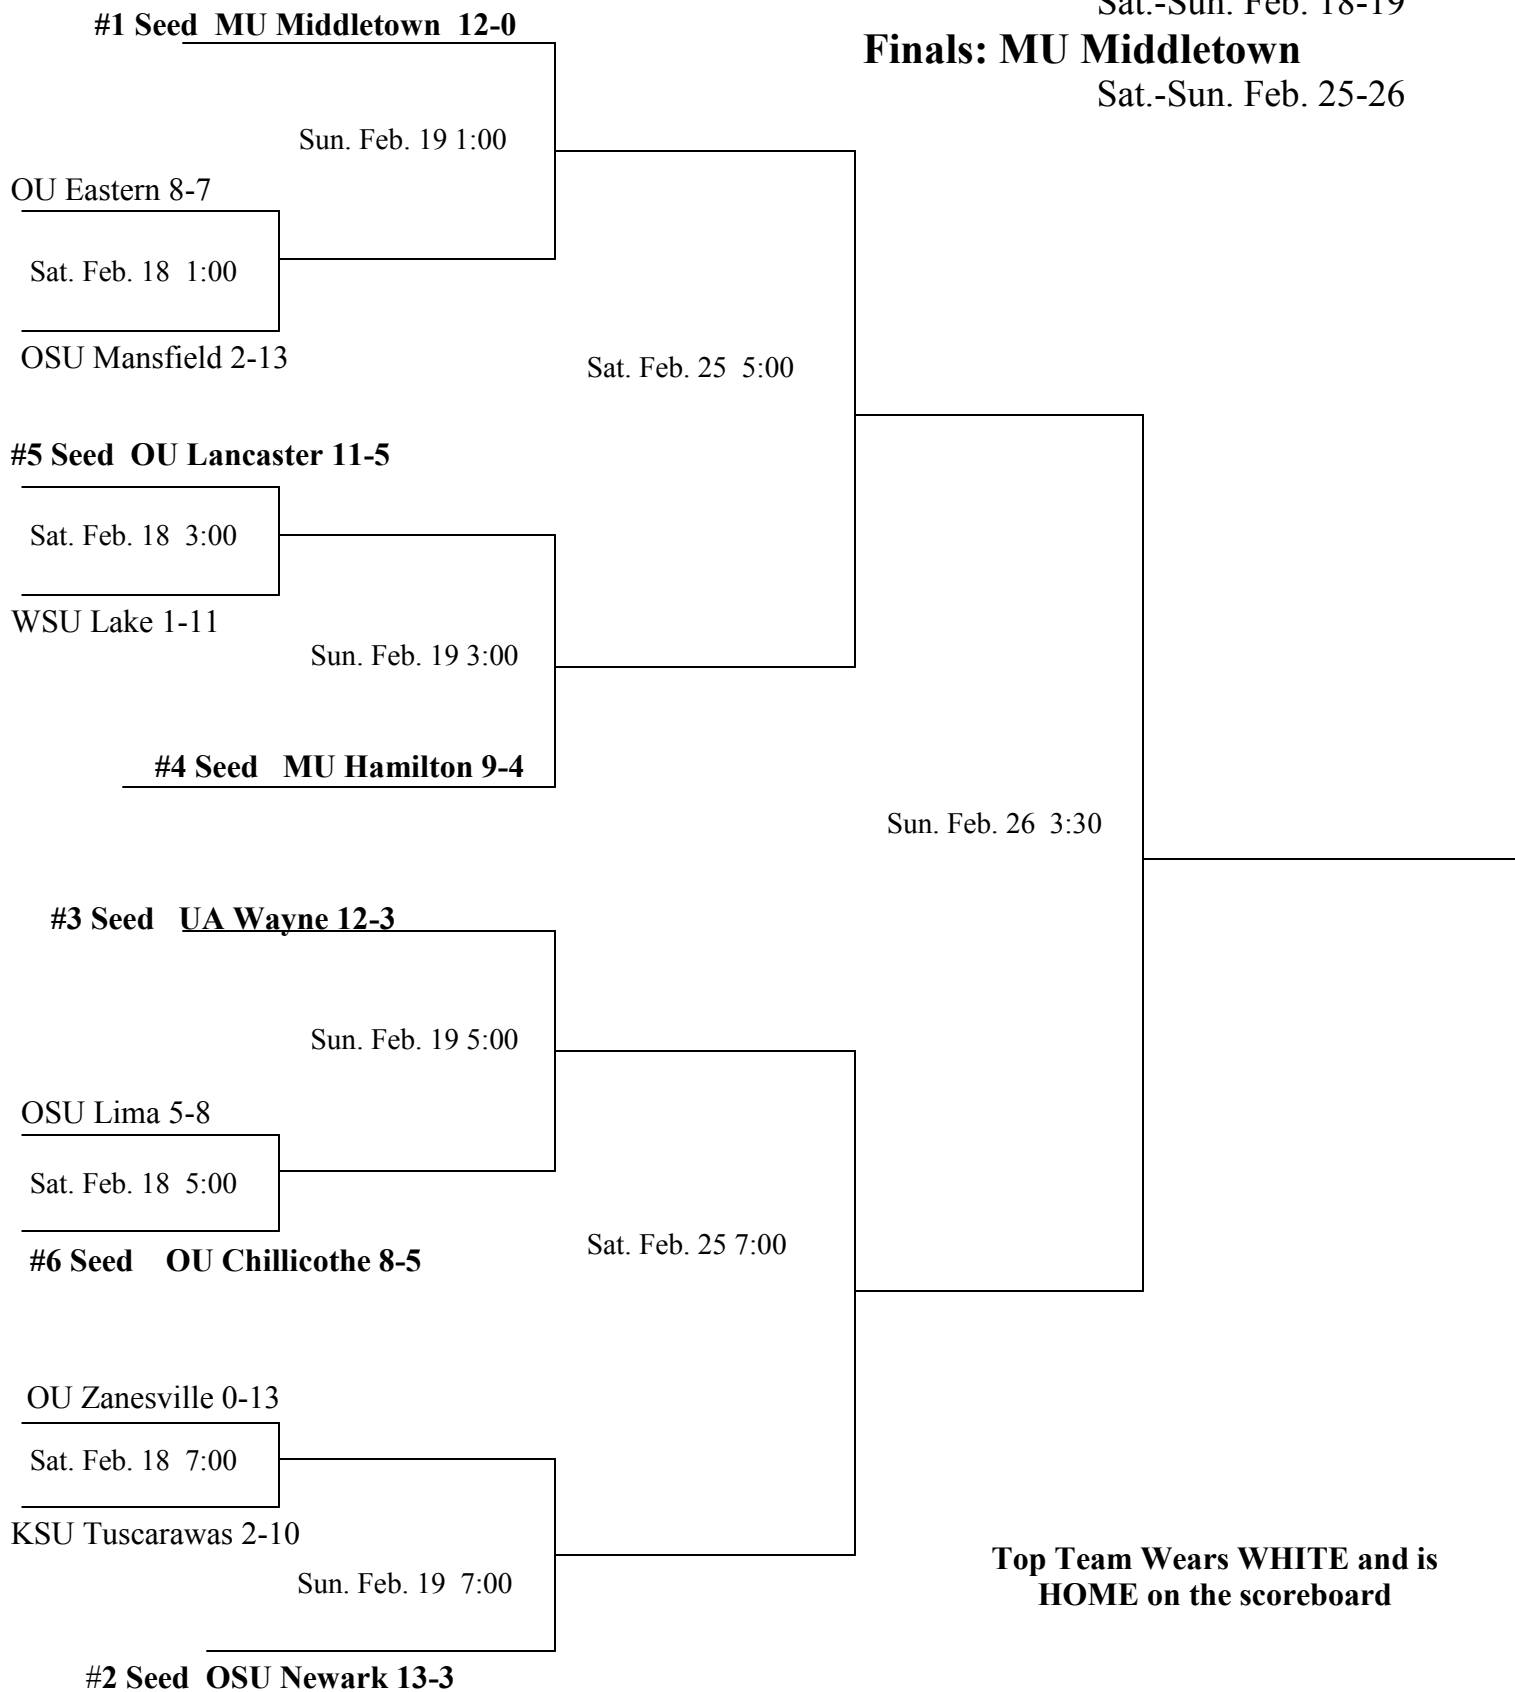 Sat.-Sun. Feb. 18-19
#1 Seed  MU Middletown  12-0
Finals: MU Middletown
Sat.-Sun. Feb. 25-26
Sun. Feb. 19 1:00
OU Eastern 8-7
Sat. Feb. 18  1:00
OSU Mansfield 2-13
Sat. Feb. 25  5:00
#5 Seed  OU Lancaster 11-5
Sat. Feb. 18  3:00
WSU Lake 1-11
Sun. Feb. 19 3:00
#4 Seed   MU Hamilton 9-4
Sun. Feb. 26  3:30
#3 Seed   UA Wayne 12-3
Sun. Feb. 19 5:00
OSU Lima 5-8
Sat. Feb. 18  5:00
#6 Seed    OU Chillicothe 8-5
Sat. Feb. 25 7:00
OU Zanesville 0-13
Sat. Feb. 18  7:00
KSU Tuscarawas 2-10
Sun. Feb. 19  7:00
Top Team Wears WHITE and is
HOME on the scoreboard
#2 Seed  OSU Newark 13-3